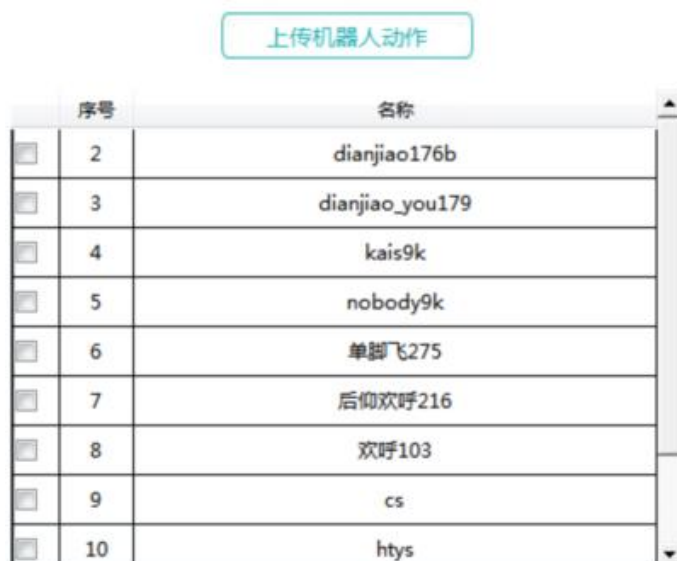 上传机器人动作
序号 名称
2 dianjiao176b
3 dianjiao_you179
4 kais9k
5 nobody9k
6 单脚飞275
7 后仰欢呼216
8 欢呼103
9 cs
10 htys